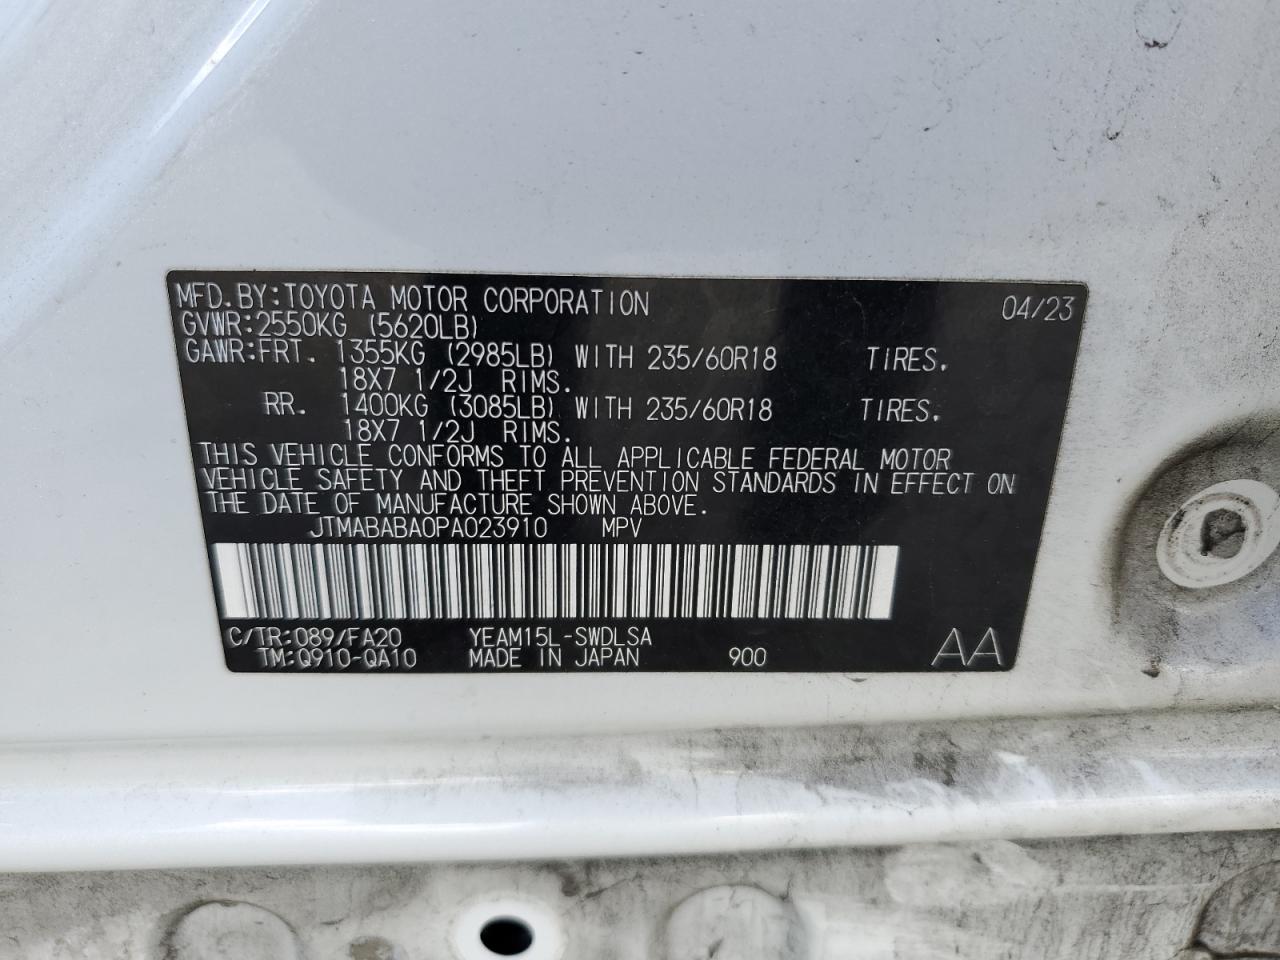 MFD.BY:TOYOTA MOTOR CORPORATION 04/23
GVWR:2550KG (5620LB)
GAWR:FRT. 1355KG (2985LB) WITH 235/60R18 TIRES.
18X7 1/2J RIMS.
RR. 1400KG (3085LB) WITH 235/60R18 TIRES.
18X7 1/2J RIMS.
THIS VEHICLE CONFORMS TO ALL APPLICABLE FEDERAL MOTOR
VEHICLE SAFETY AND THEFT PREVENTION STANDARDS IN EFFECT ON
THE DATE OF MANUFACTURE SHOWN ABOVE.
JTMABABA0PA023910 MPV
C/TR:089/FA20 YEAM15L-SWDLSA
TM:Q910-QA10 MADE IN JAPAN 900 AA